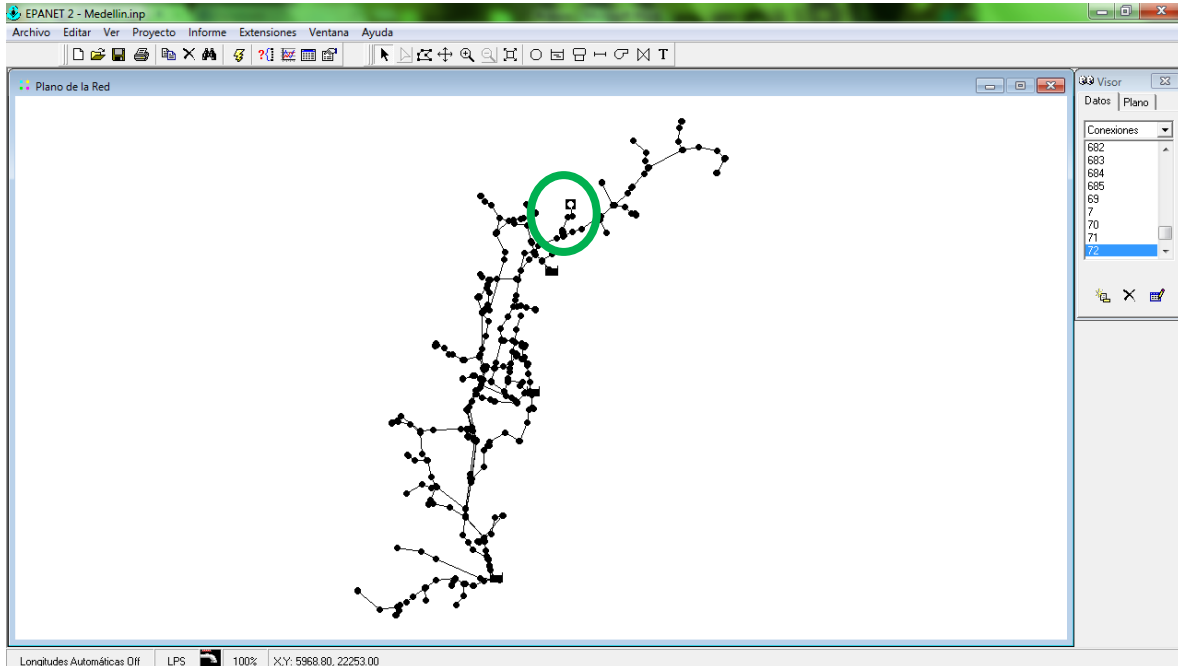 EPANET 2 - Medellin.inp
Archivo Editar Ver Proyecto Informe Extensiones Ventana Ayuda
T
Plano de la Red
Visor
Datos Plano
Conexiones
682
683
684
685
69
7
70
71
72
Longitudes Automáticas Off LPS 100% X,Y: 5968.80, 22253.00